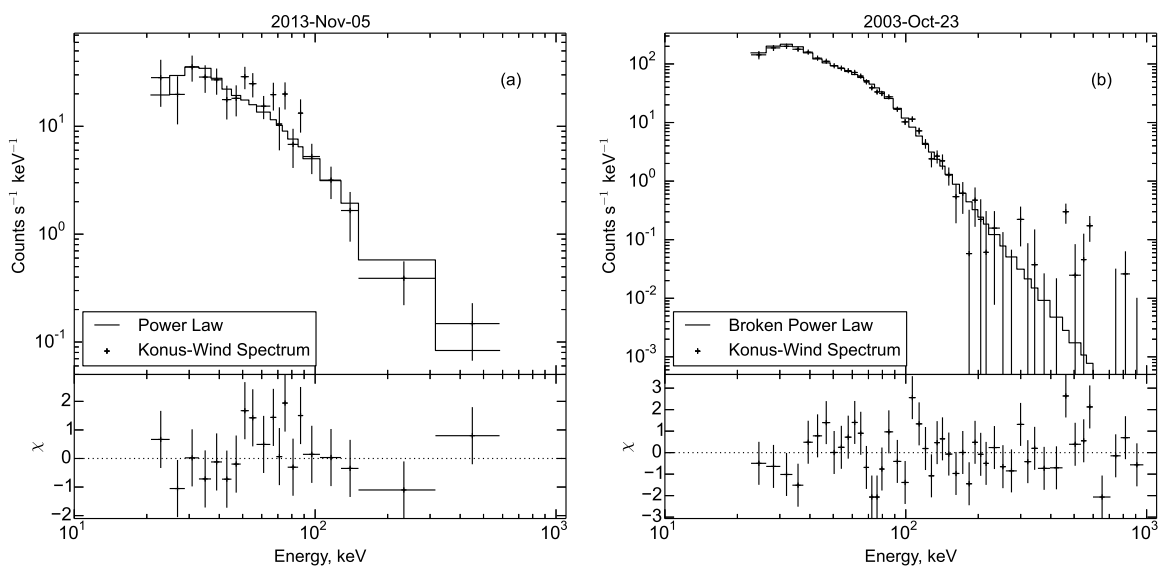 2013-Nov-05
(a)
10¹
10⁰
10⁻¹
Counts s⁻¹ keV⁻¹
Power Law
Konus-Wind Spectrum
2
1
0
−1
−2
χ
10¹
10²
10³
Energy, keV
2003-Oct-23
(b)
10²
10¹
10⁰
10⁻¹
10⁻²
10⁻³
Counts s⁻¹ keV⁻¹
Broken Power Law
Konus-Wind Spectrum
3
2
1
0
−1
−2
−3
χ
10¹
10²
10³
Energy, keV